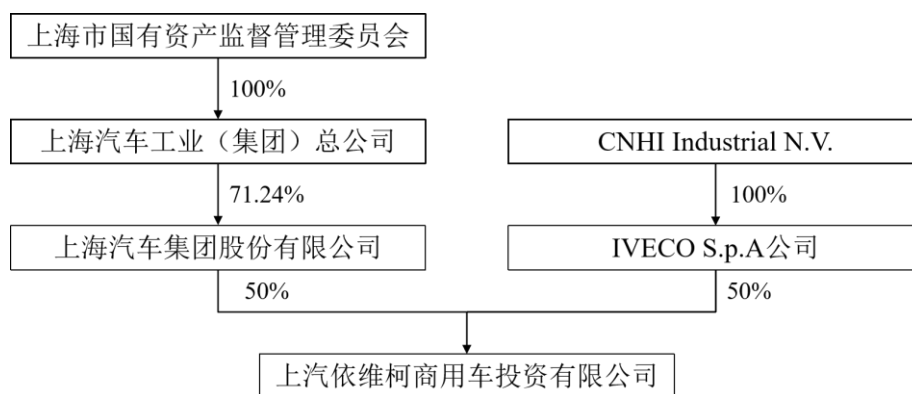 上海市国有资产监督管理委员会
100%
上海汽车工业（集团）总公司
CNHI Industrial N.V.
71.24%
100%
上海汽车集团股份有限公司
IVECO S.p.A公司
50%
50%
上汽依维柯商用车投资有限公司